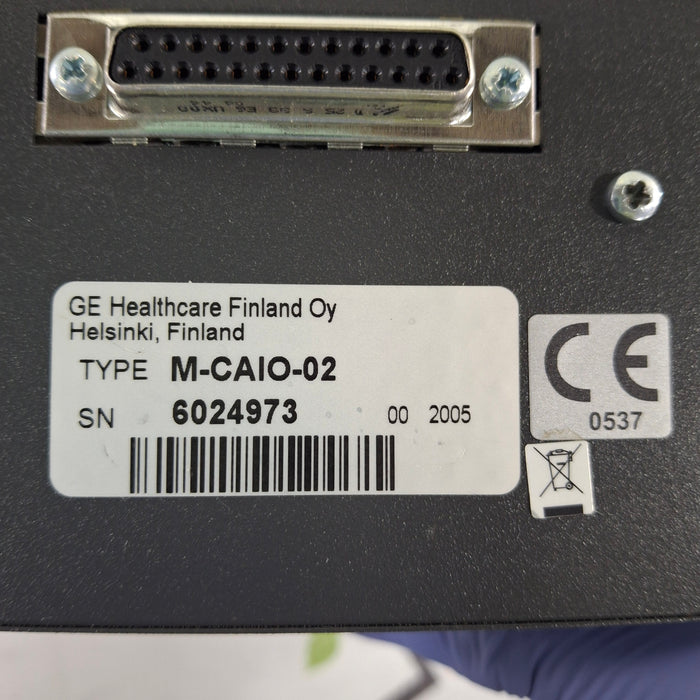 GE Healthcare Finland Oy
Helsinki, Finland
TYPE M-CAIO-02
SN 6024973 00 2005
CE
0537